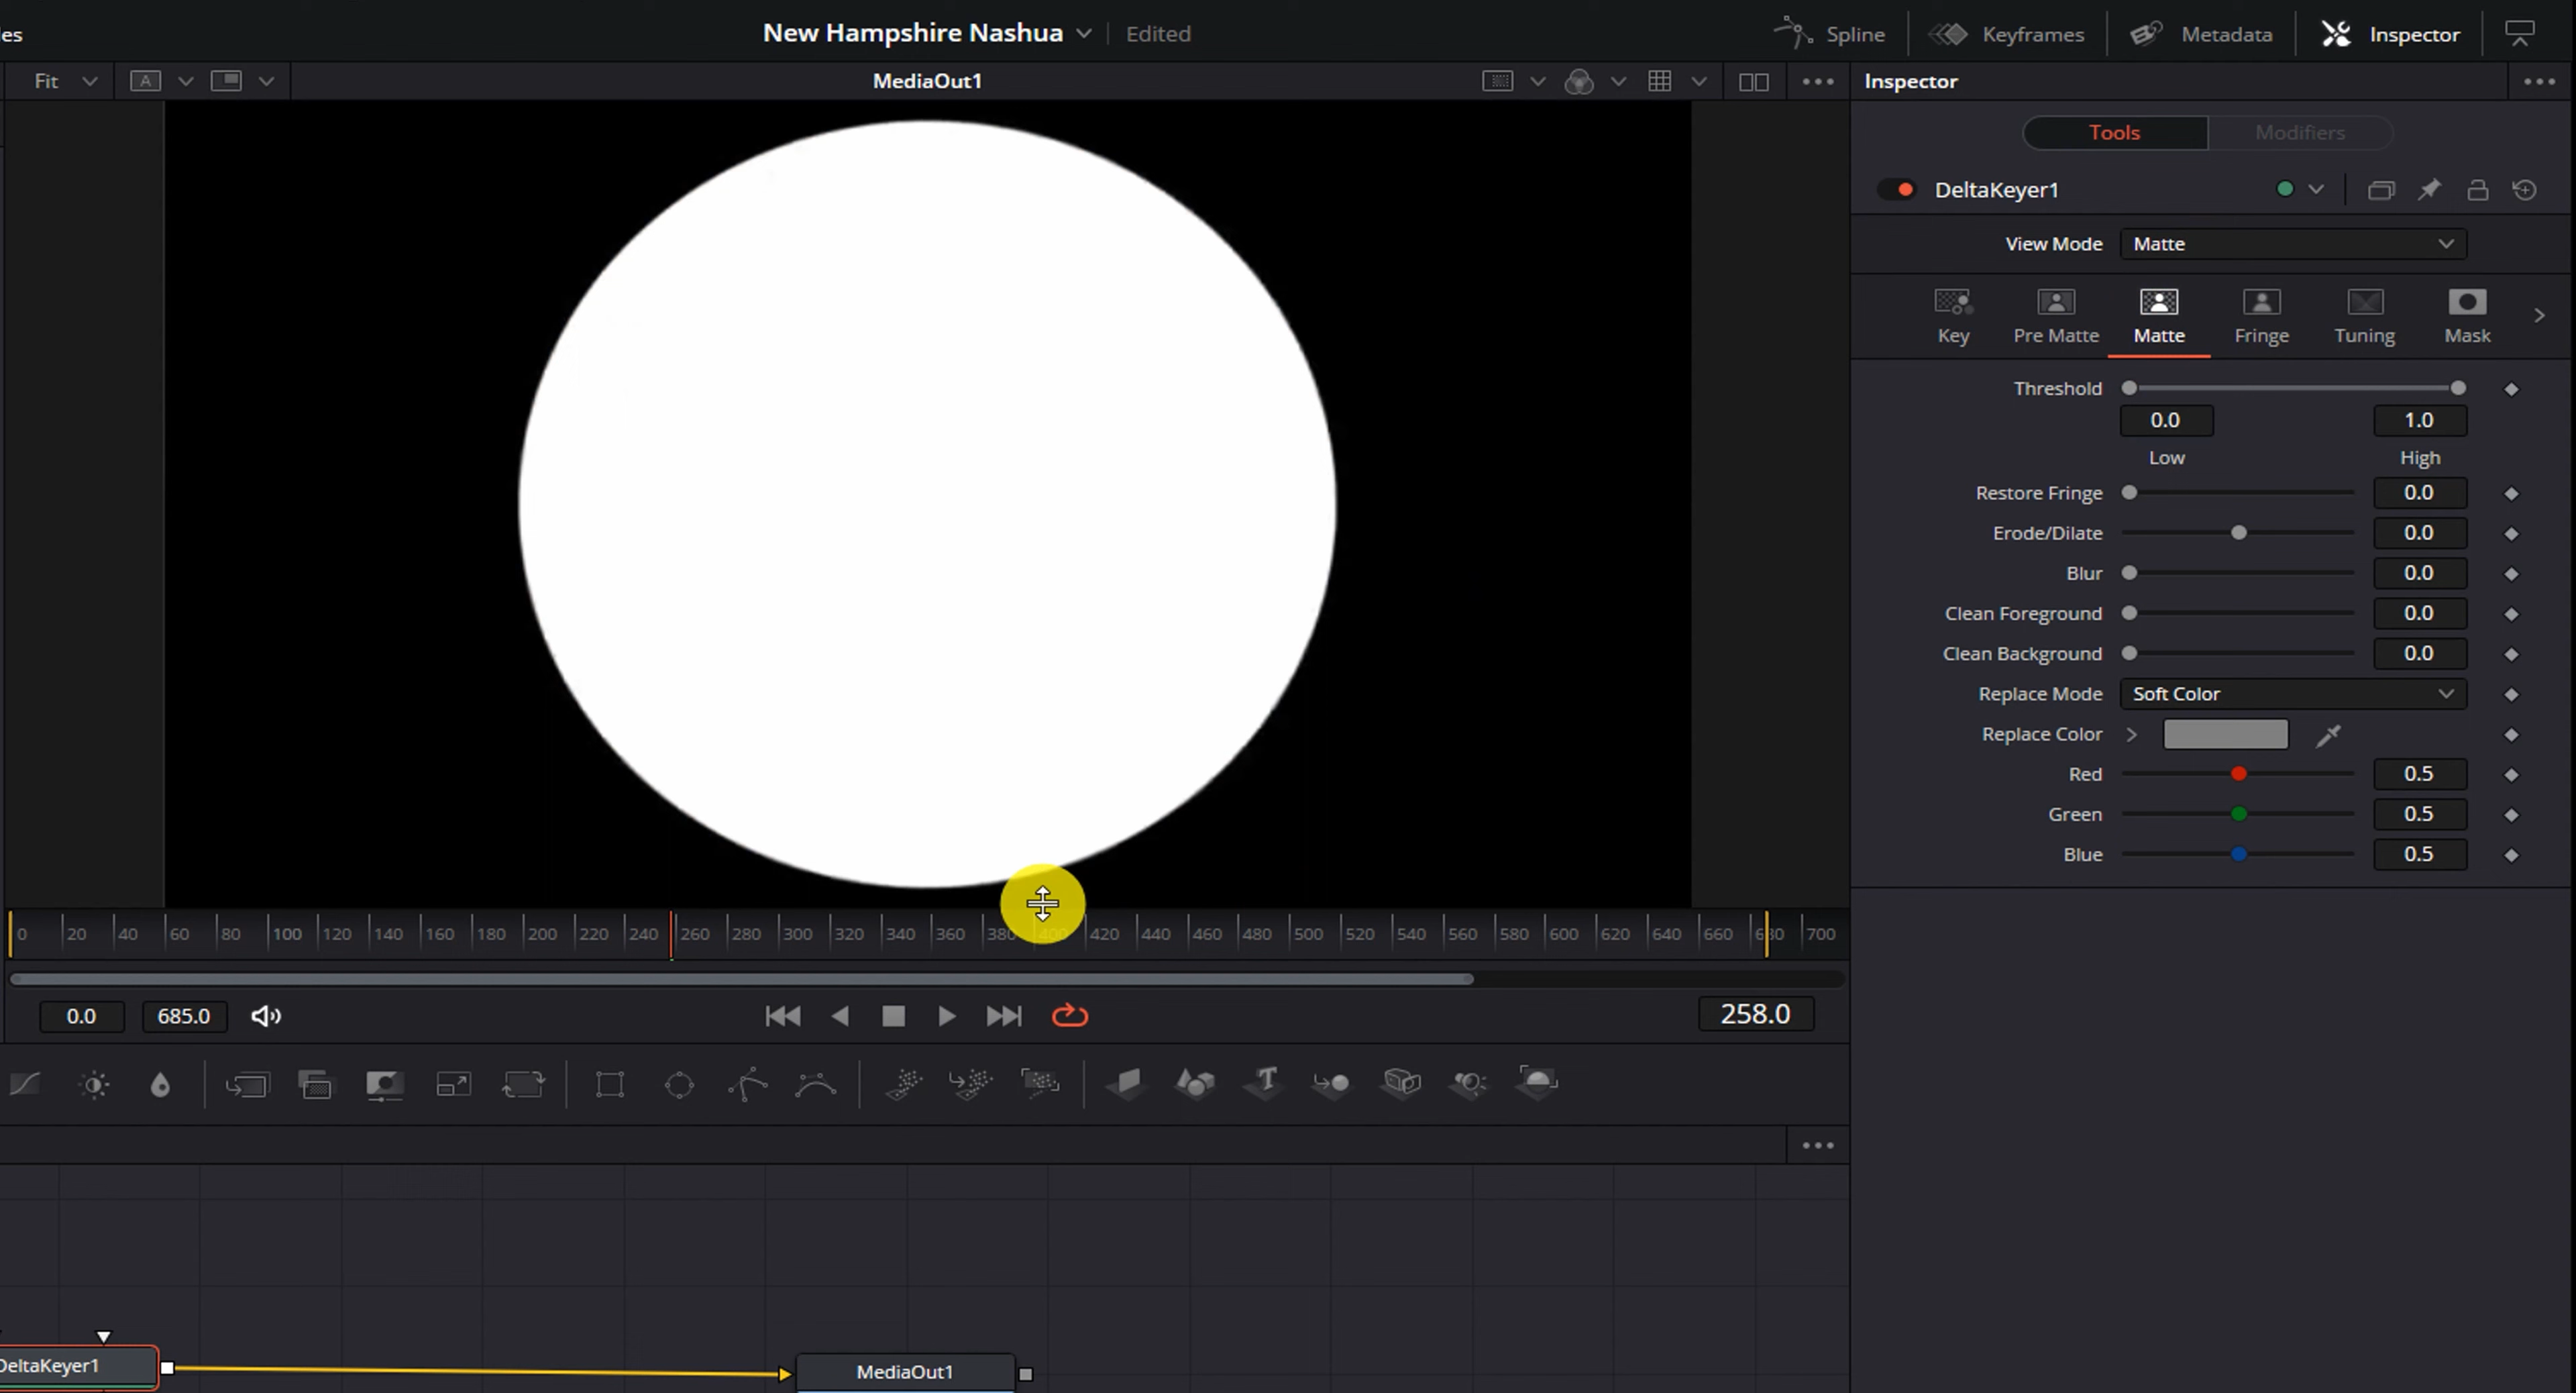 les
New Hampshire Nashua
Edited
Spline
Keyframes
Metadata
Inspector
Fit
A
MediaOut1
Inspector
Tools
Modifiers
DeltaKeyer1
View Mode
Matte
Key
Pre Matte
Matte
Fringe
Tuning
Mask
Threshold
0.0
1.0
Low
High
Restore Fringe
0.0
Erode/Dilate
0.0
Blur
0.0
Clean Foreground
0.0
Clean Background
0.0
Replace Mode
Soft Color
Replace Color
Red
0.5
Green
0.5
Blue
0.5
0 20 40 60 80 100 120 140 160 180 200 220 240 260 280 300 320 340 360 380 400 420 440 460 480 500 520 540 560 580 600 620 640 660 680 700
0.0
685.0
258.0
T
DeltaKeyer1
MediaOut1